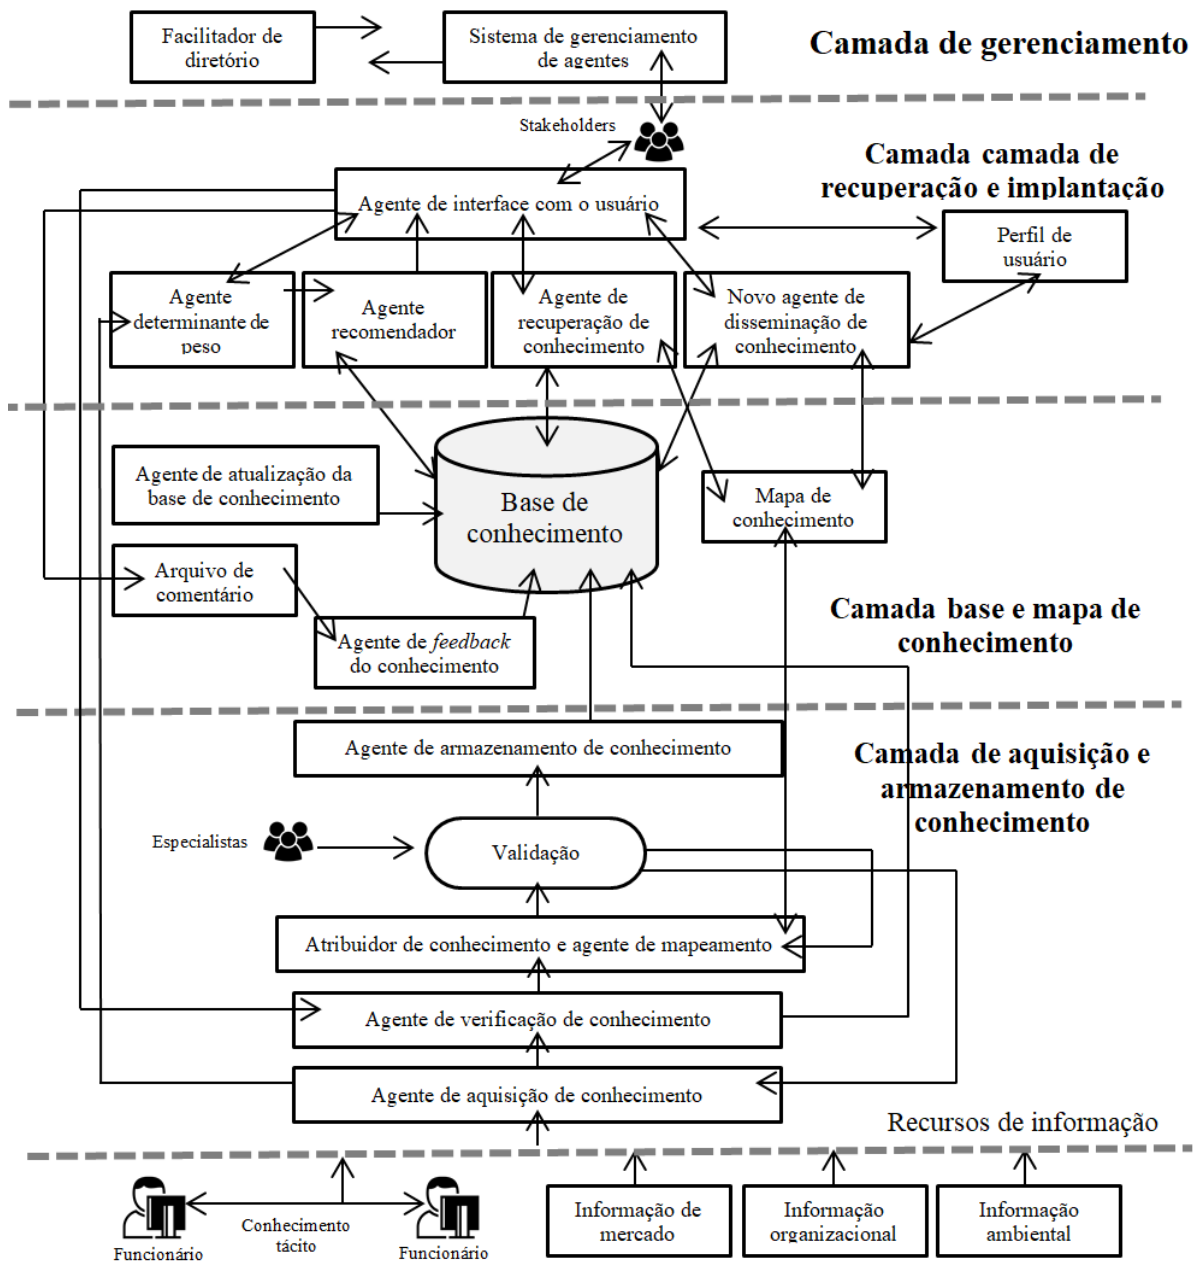 Facilitador de
diretório
Sistema de gerenciamento
de agentes
Camada de gerenciamento
Stakeholders
Camada camada de
recuperação e implantação
Agente de interface com o usuário
Perfil de
usuário
Agente
determinante de
peso
Agente
recomendador
Agente de
recuperação de
conhecimento
Novo agente de
disseminação de
conhecimento
Agente de atualização da
base de conhecimento
Base de
conhecimento
Mapa de
conhecimento
Arquivo de
comentário
Agente de feedback
do conhecimento
Camada base e mapa de
conhecimento
Agente de armazenamento de conhecimento
Camada de aquisição e
armazenamento de
conhecimento
Especialistas
Validação
Atribuidor de conhecimento e agente de mapeamento
Agente de verificação de conhecimento
Agente de aquisição de conhecimento
Recursos de informação
Funcionário
Conhecimento
tácito
Funcionário
Informação de
mercado
Informação
organizacional
Informação
ambiental